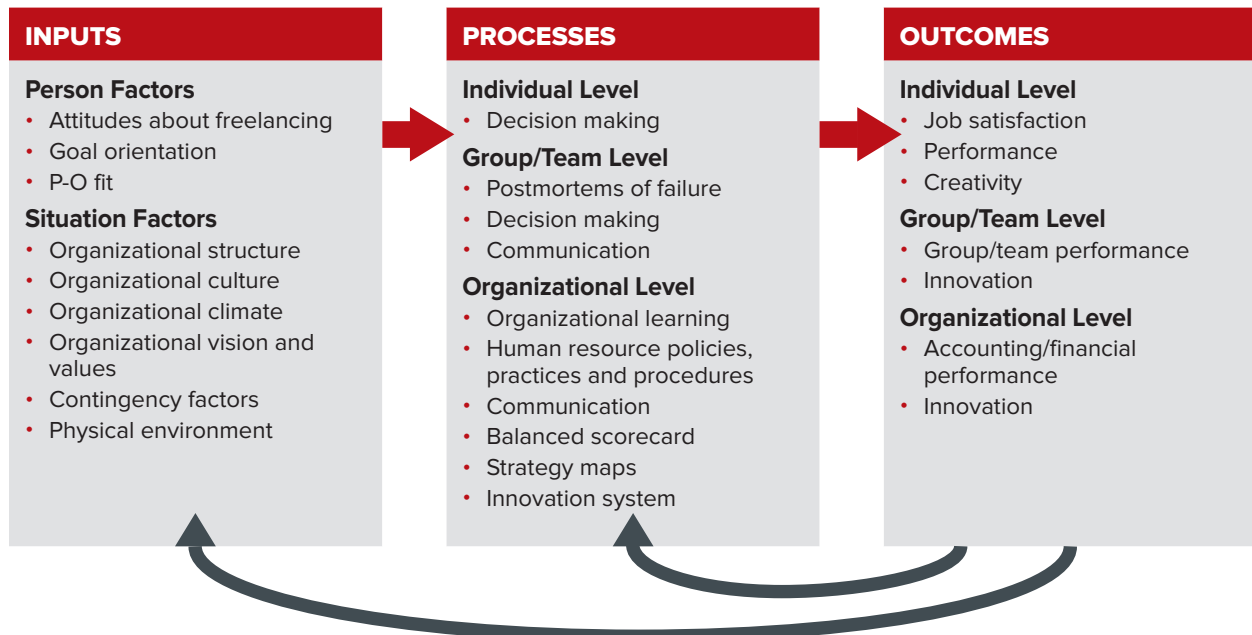 INPUTS
Person Factors
• Attitudes about freelancing
• Goal orientation
• P-O fit
Situation Factors
• Organizational structure
• Organizational culture
• Organizational climate
• Organizational vision and
values
• Contingency factors
• Physical environment
PROCESSES
Individual Level
• Decision making
Group/Team Level
• Postmortems of failure
• Decision making
• Communication
Organizational Level
• Organizational learning
• Human resource policies,
practices and procedures
• Communication
• Balanced scorecard
• Strategy maps
• Innovation system
OUTCOMES
Individual Level
• Job satisfaction
• Performance
• Creativity
Group/Team Level
• Group/team performance
• Innovation
Organizational Level
• Accounting/financial
performance
• Innovation